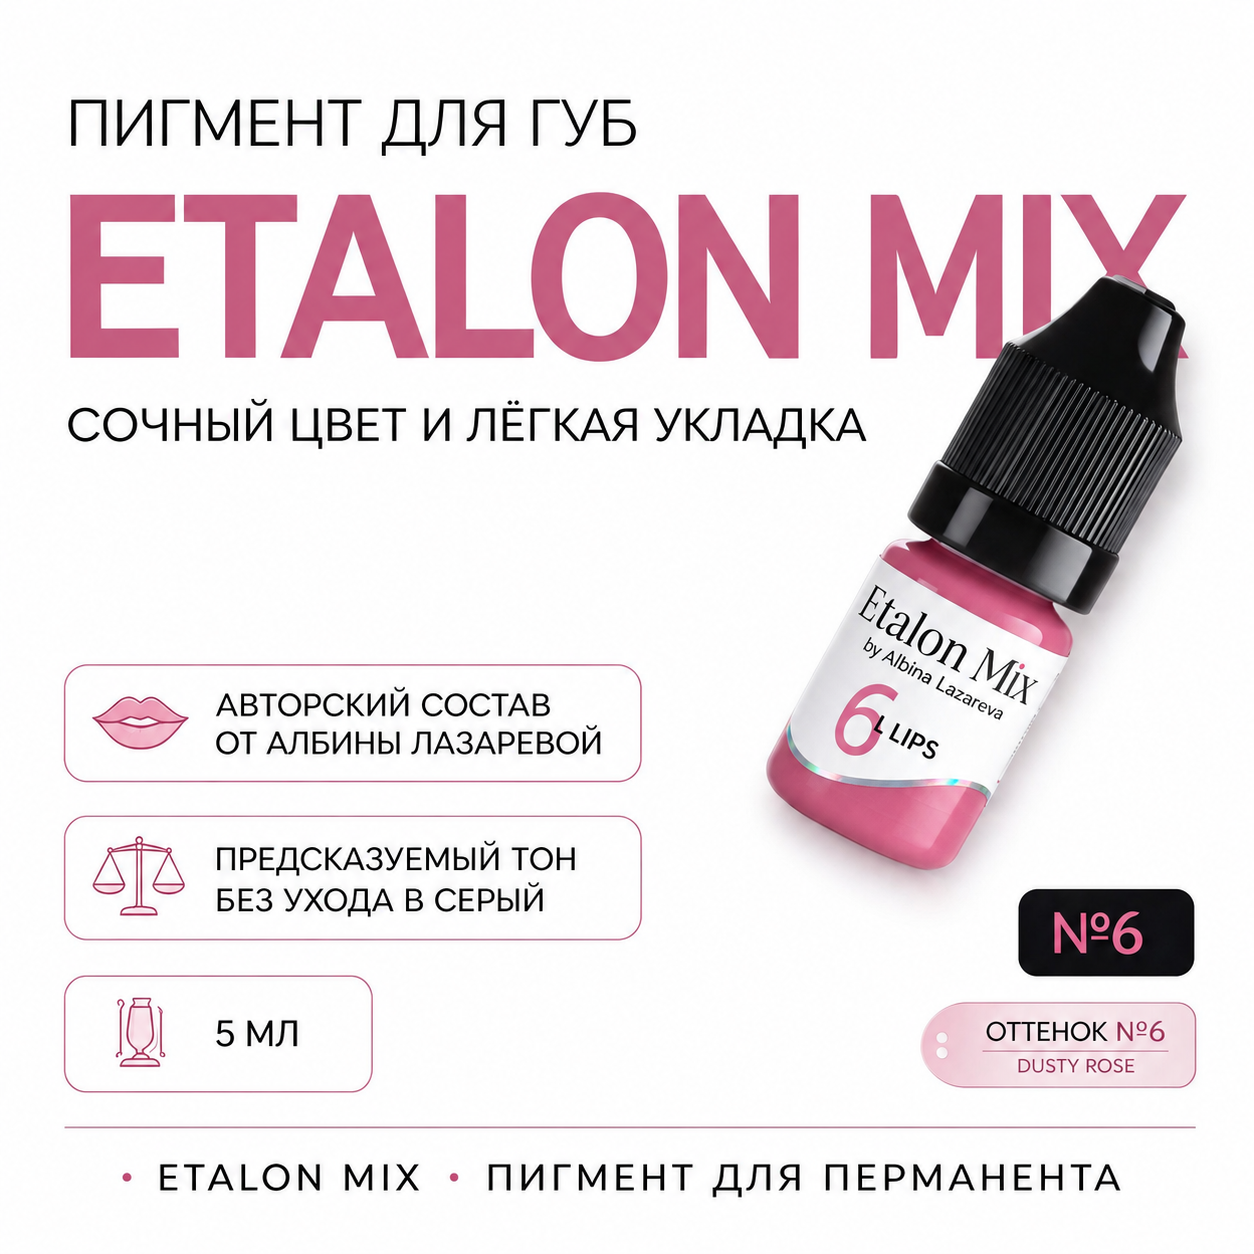 ПИГМЕНТ ДЛЯ ГУБ
ETALON MIX
СОЧНЫЙ ЦВЕТ И ЛЁГКАЯ УКЛАДКА
Etalon Mix
by Albina Lazareva
6
L LIPS
АВТОРСКИЙ СОСТАВ
ОТ АЛБИНЫ ЛАЗАРЕВОЙ
ПРЕДСКАЗУЕМЫЙ ТОН
БЕЗ УХОДА В СЕРЫЙ
5 МЛ
№6
ОТТЕНОК №6
DUSTY ROSE
• ETALON MIX • ПИГМЕНТ ДЛЯ ПЕРМАНЕНТА